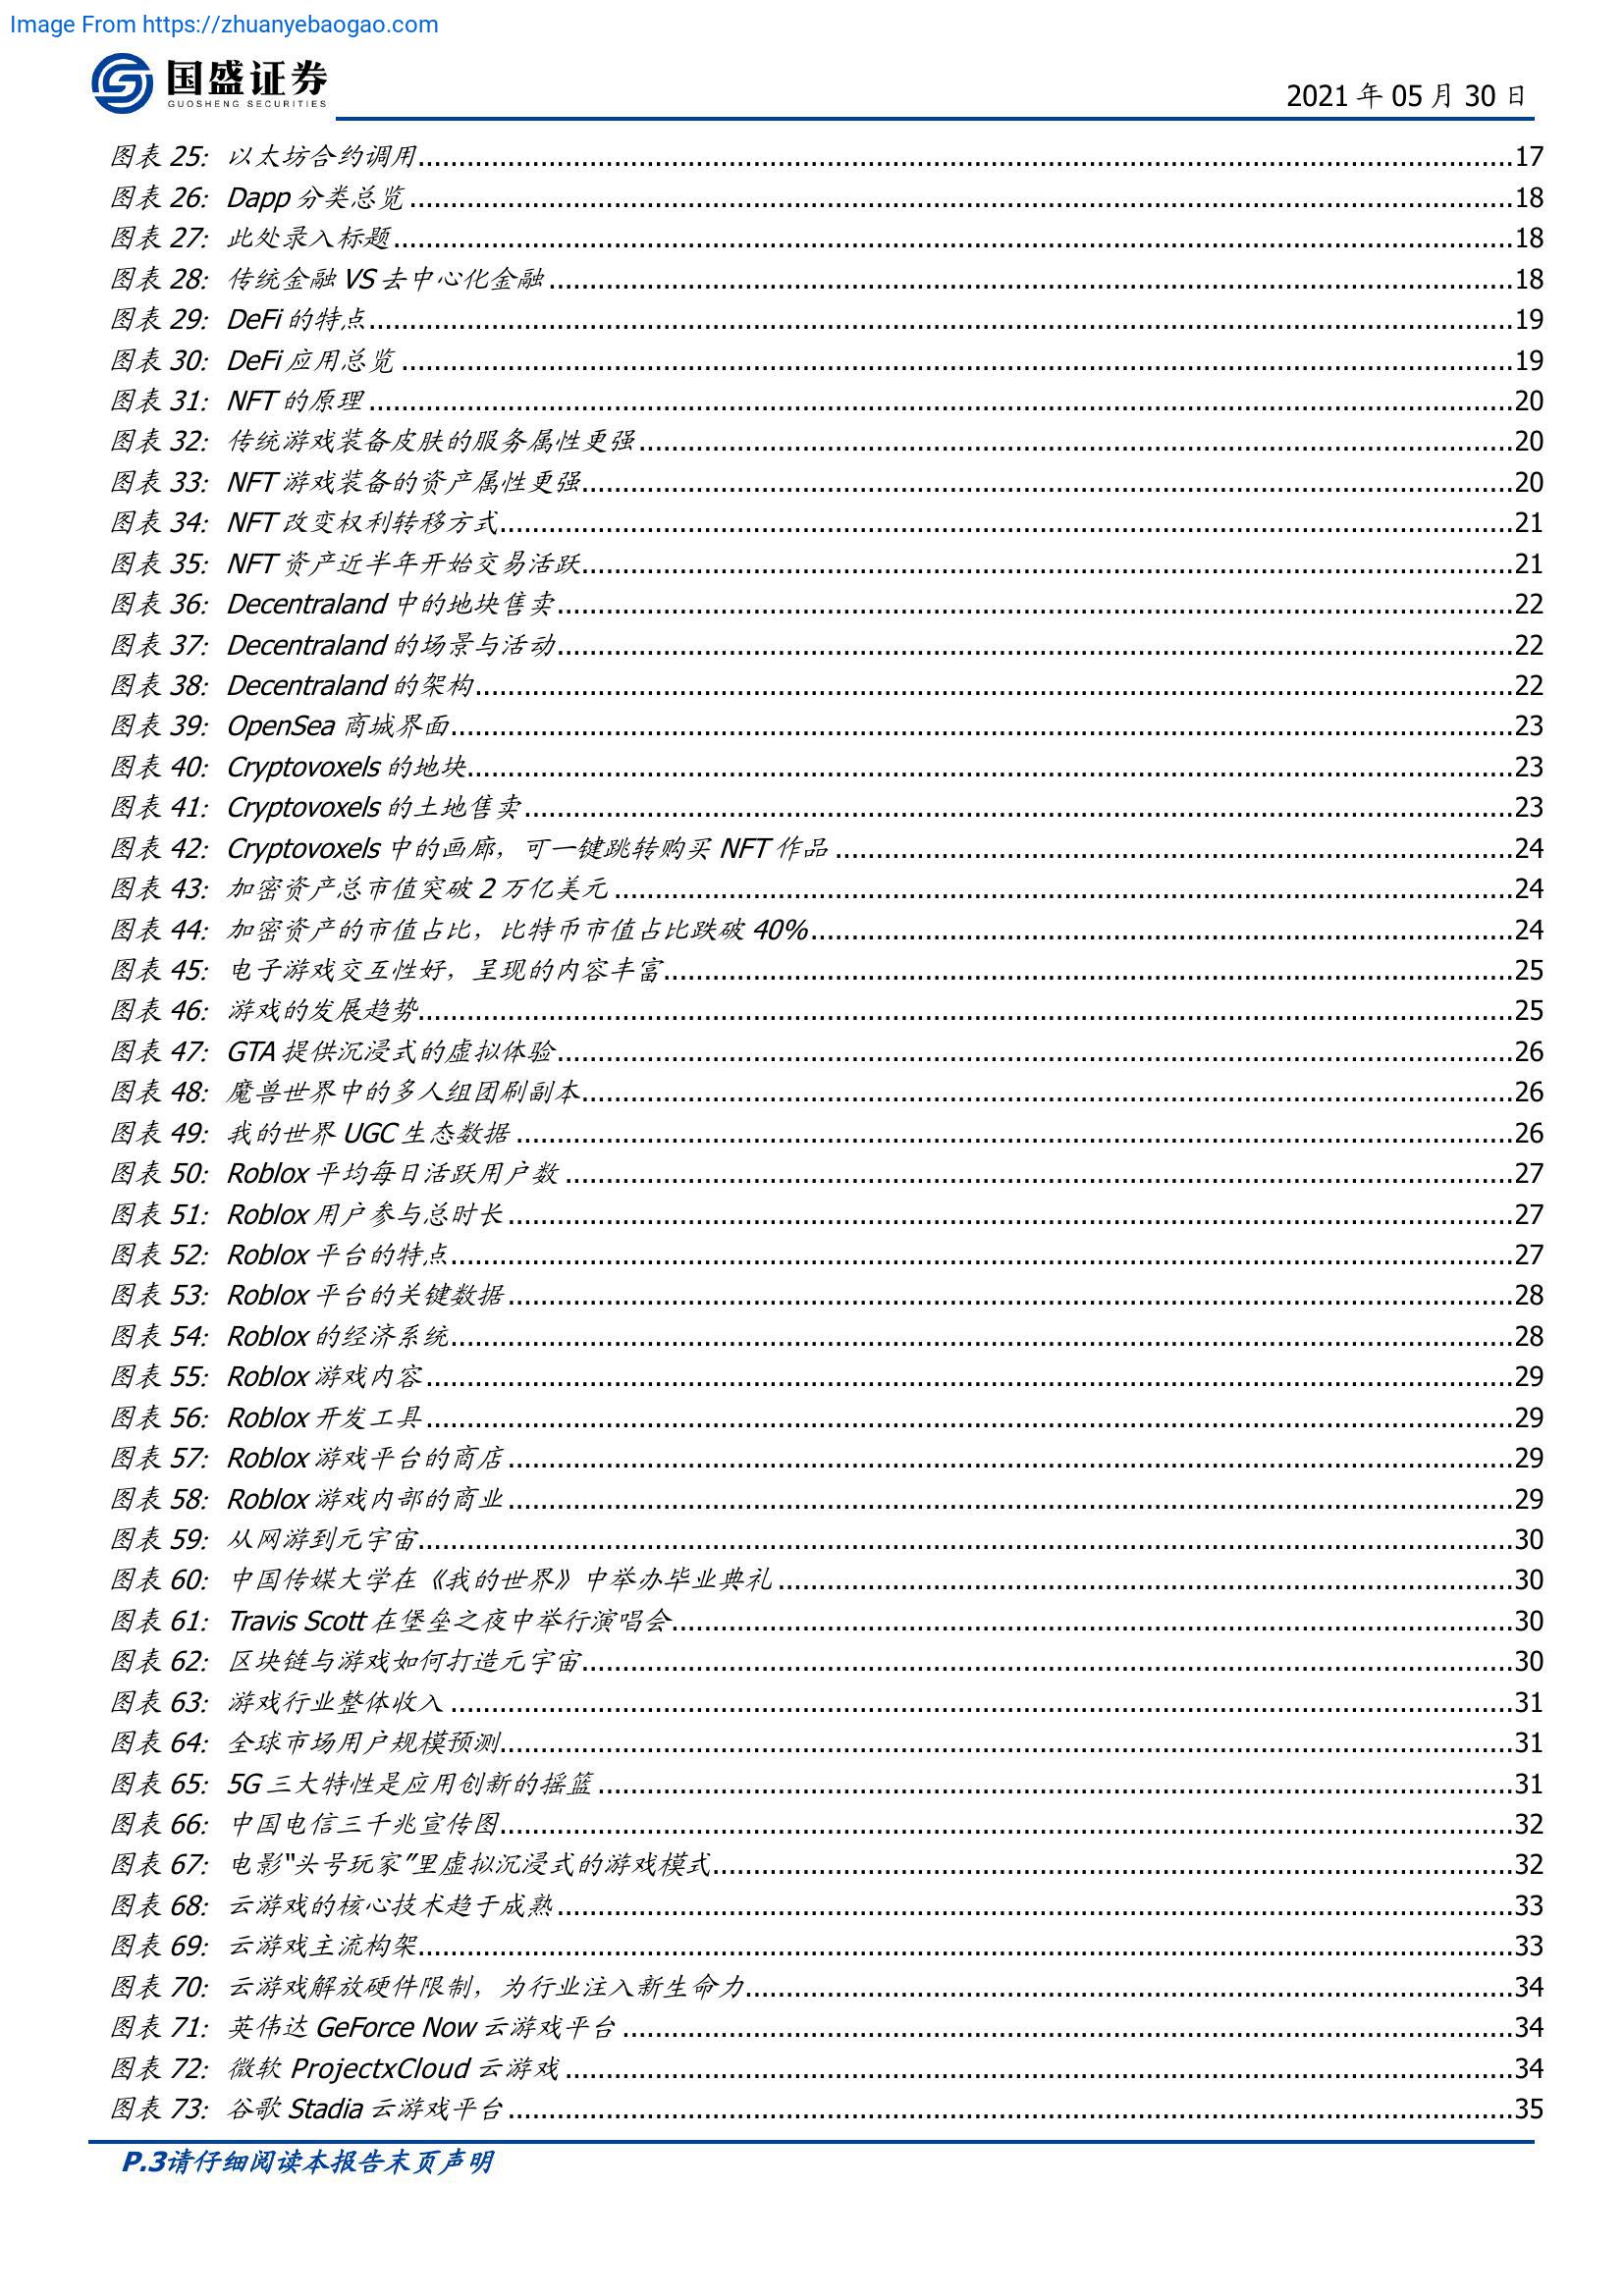 Image From https://zhuanyebaogao.com
国盛证券
GUOSHENG SECURITIES
2021 年 05 月 30 日
图表 25: 以太坊合约调用......17
图表 26: Dapp 分类总览......18
图表 27: 此处录入标题......18
图表 28: 传统金融 VS 去中心化金融......18
图表 29: DeFi 的特点......19
图表 30: DeFi 应用总览......19
图表 31: NFT 的原理......20
图表 32: 传统游戏装备皮肤的服务属性更强......20
图表 33: NFT 游戏装备的资产属性更强......20
图表 34: NFT 改变权利转移方式......21
图表 35: NFT 资产近半年开始交易活跃......21
图表 36: Decentraland 中的地块售卖......22
图表 37: Decentraland 的场景与活动......22
图表 38: Decentraland 的架构......22
图表 39: OpenSea 商城界面......23
图表 40: Cryptovoxels 的地块......23
图表 41: Cryptovoxels 的土地售卖......23
图表 42: Cryptovoxels 中的画廊，可一键跳转购买 NFT 作品......24
图表 43: 加密资产总市值突破 2 万亿美元......24
图表 44: 加密资产的市值占比，比特币市值占比跌破 40%......24
图表 45: 电子游戏交互性好，呈现的内容丰富......25
图表 46: 游戏的发展趋势......25
图表 47: GTA 提供沉浸式的虚拟体验......26
图表 48: 魔兽世界中的多人组团刷副本......26
图表 49: 我的世界 UGC 生态数据......26
图表 50: Roblox 平均每日活跃用户数......27
图表 51: Roblox 用户参与总时长......27
图表 52: Roblox 平台的特点......27
图表 53: Roblox 平台的关键数据......28
图表 54: Roblox 的经济系统......28
图表 55: Roblox 游戏内容......29
图表 56: Roblox 开发工具......29
图表 57: Roblox 游戏平台的商店......29
图表 58: Roblox 游戏内部的商业......29
图表 59: 从网游到元宇宙......30
图表 60: 中国传媒大学在《我的世界》中举办毕业典礼......30
图表 61: Travis Scott 在堡垒之夜中举行演唱会......30
图表 62: 区块链与游戏如何打造元宇宙......30
图表 63: 游戏行业整体收入......31
图表 64: 全球市场用户规模预测......31
图表 65: 5G 三大特性是应用创新的摇篮......31
图表 66: 中国电信三千兆宣传图......32
图表 67: 电影"头号玩家"里虚拟沉浸式的游戏模式......32
图表 68: 云游戏的核心技术趋于成熟......33
图表 69: 云游戏主流构架......33
图表 70: 云游戏解放硬件限制，为行业注入新生命力......34
图表 71: 英伟达 GeForce Now 云游戏平台......34
图表 72: 微软 ProjectxCloud 云游戏......34
图表 73: 谷歌 Stadia 云游戏平台......35
P.3请仔细阅读本报告末页声明